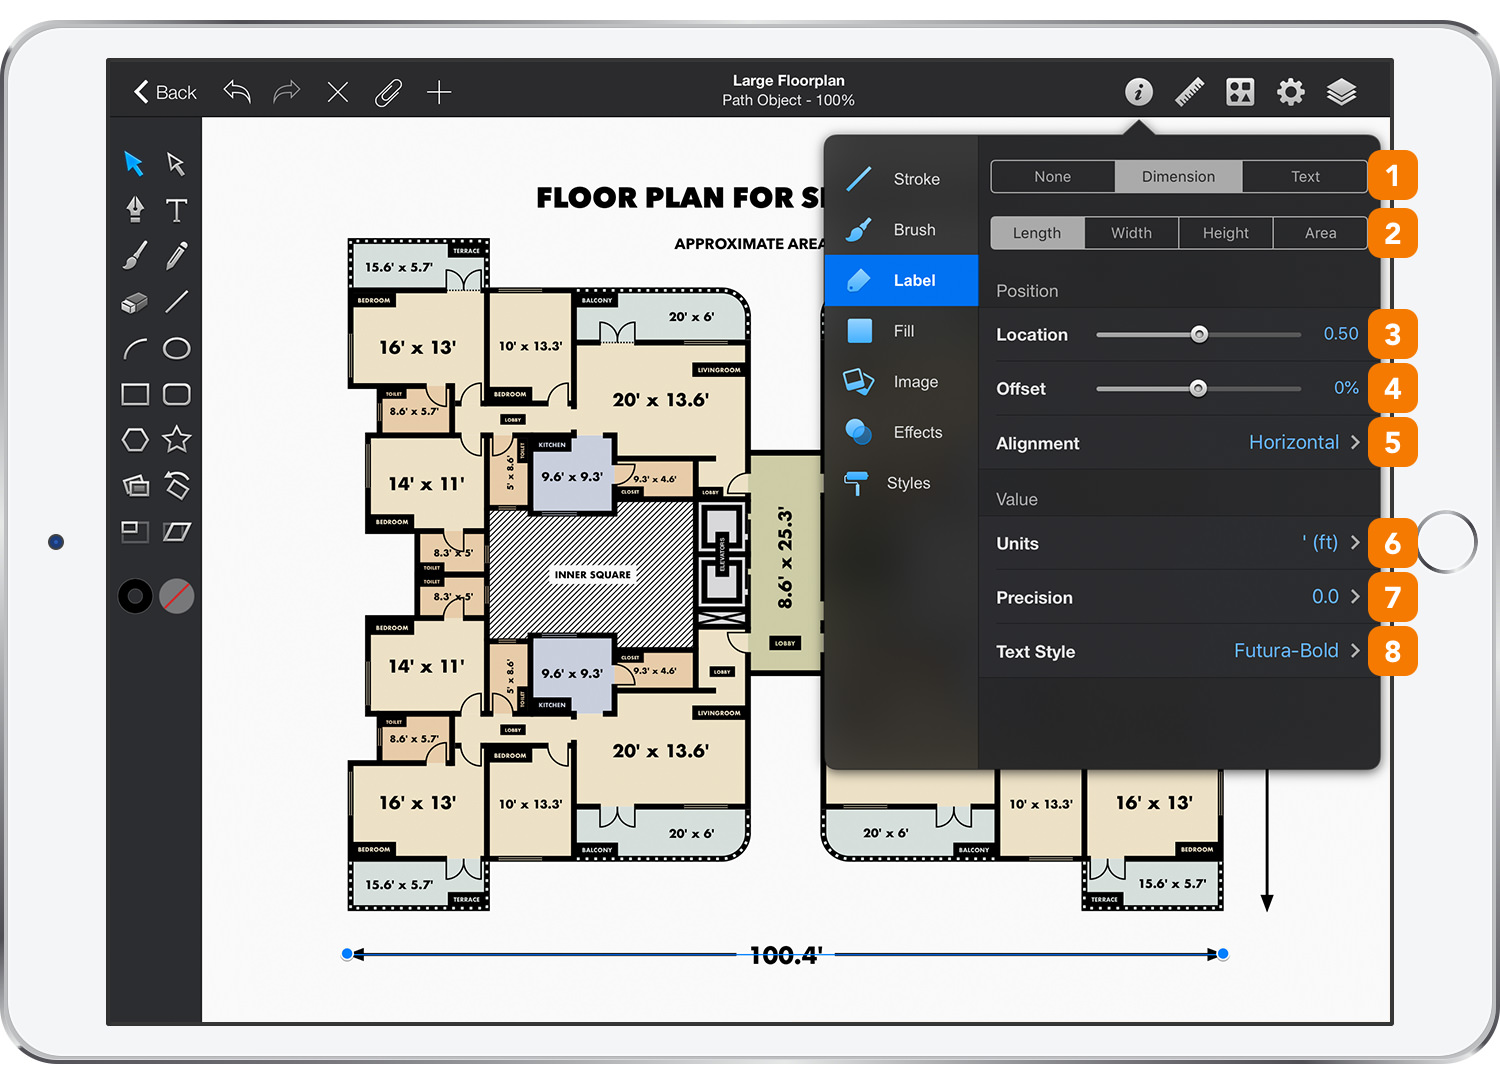 Back
Large Floorplan
Path Object - 100%
FLOOR PLAN FOR
APPROXIMATE AREA
Stroke
Brush
Label
Fill
Image
Effects
Styles
None Dimension Text 1
Length Width Height Area 2
Position
Location 0.50 3
Offset 0% 4
Alignment Horizontal 5
Value
Units ' (ft) 6
Precision 0.0 7
Text Style Futura-Bold 8
TERRACE
15.6' x 5.7'
BEDROOM
16' x 13'
10' x 13.3'
BEDROOM
BALCONY
20' x 6'
LIVINGROOM
20' x 13.6'
TOILET
8.6' x 5.7'
LOBBY
14' x 11'
BEDROOM
5' x 8.6'
TOILET
KITCHEN
9.6' x 9.3'
9.3' x 4.6'
CLOSET
LOBBY
8.3' x 5'
TOILET
TOILET
8.3' x 5'
INNER SQUARE
ELEVATORS
8.6' x 25.3'
LOBBY
BEDROOM
14' x 11'
5' x 8.6'
TOILET
9.6' x 9.3'
KITCHEN
CLOSET
9.3' x 4.6'
LOBBY
TOILET
8.6' x 5.7'
LOBBY
LIVINGROOM
20' x 13.6'
BEDROOM
16' x 13'
10' x 13.3'
BEDROOM
20' x 6'
BALCONY
15.6' x 5.7'
TERRACE
20' x 6'
BALCONY
10' x 13.3'
16' x 13'
BEDROOM
15.6' x 5.7'
TERRACE
100.4'